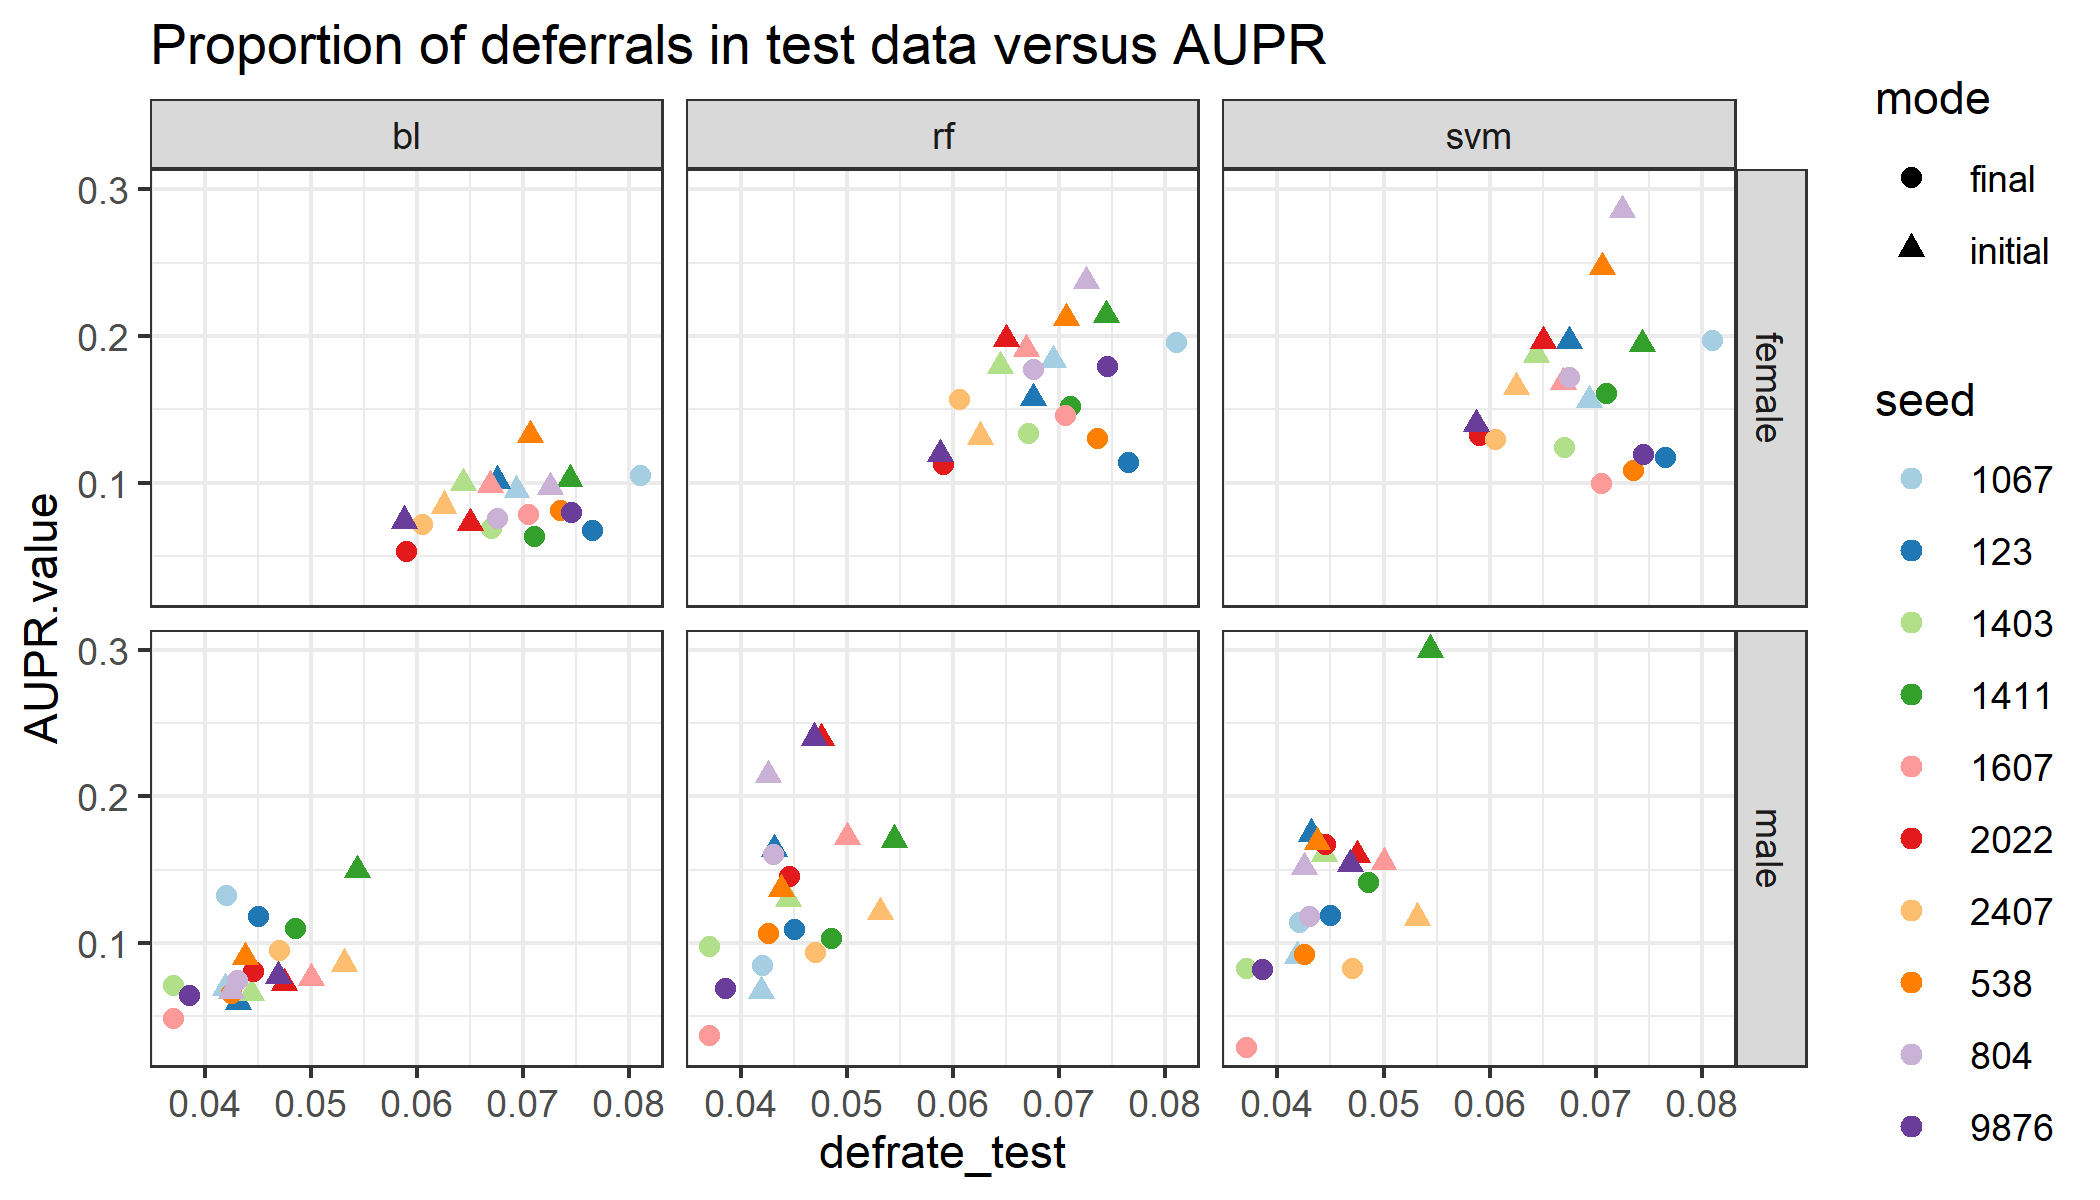 Proportion of deferrals in test data versus AUPR
bl
rf
svm
female
male
AUPR.value
0.3
0.2
0.1
0.3
0.2
0.1
0.04 0.05 0.06 0.07 0.08
0.04 0.05 0.06 0.07 0.08
0.04 0.05 0.06 0.07 0.08
defrate_test
mode
final
initial
seed
1067
123
1403
1411
1607
2022
2407
538
804
9876